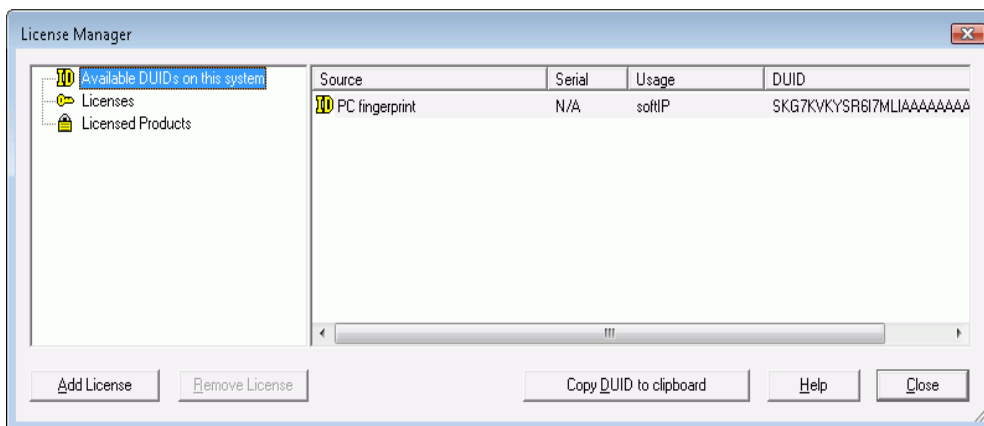 License Manager
Available DUIDs on this system
Licenses
Licensed Products
Source Serial Usage DUID
PC fingerprint N/A softIP SKG7KVKYSR6I7MLIAAAAAAAA
Add License Remove License Copy DUID to clipboard Help Close